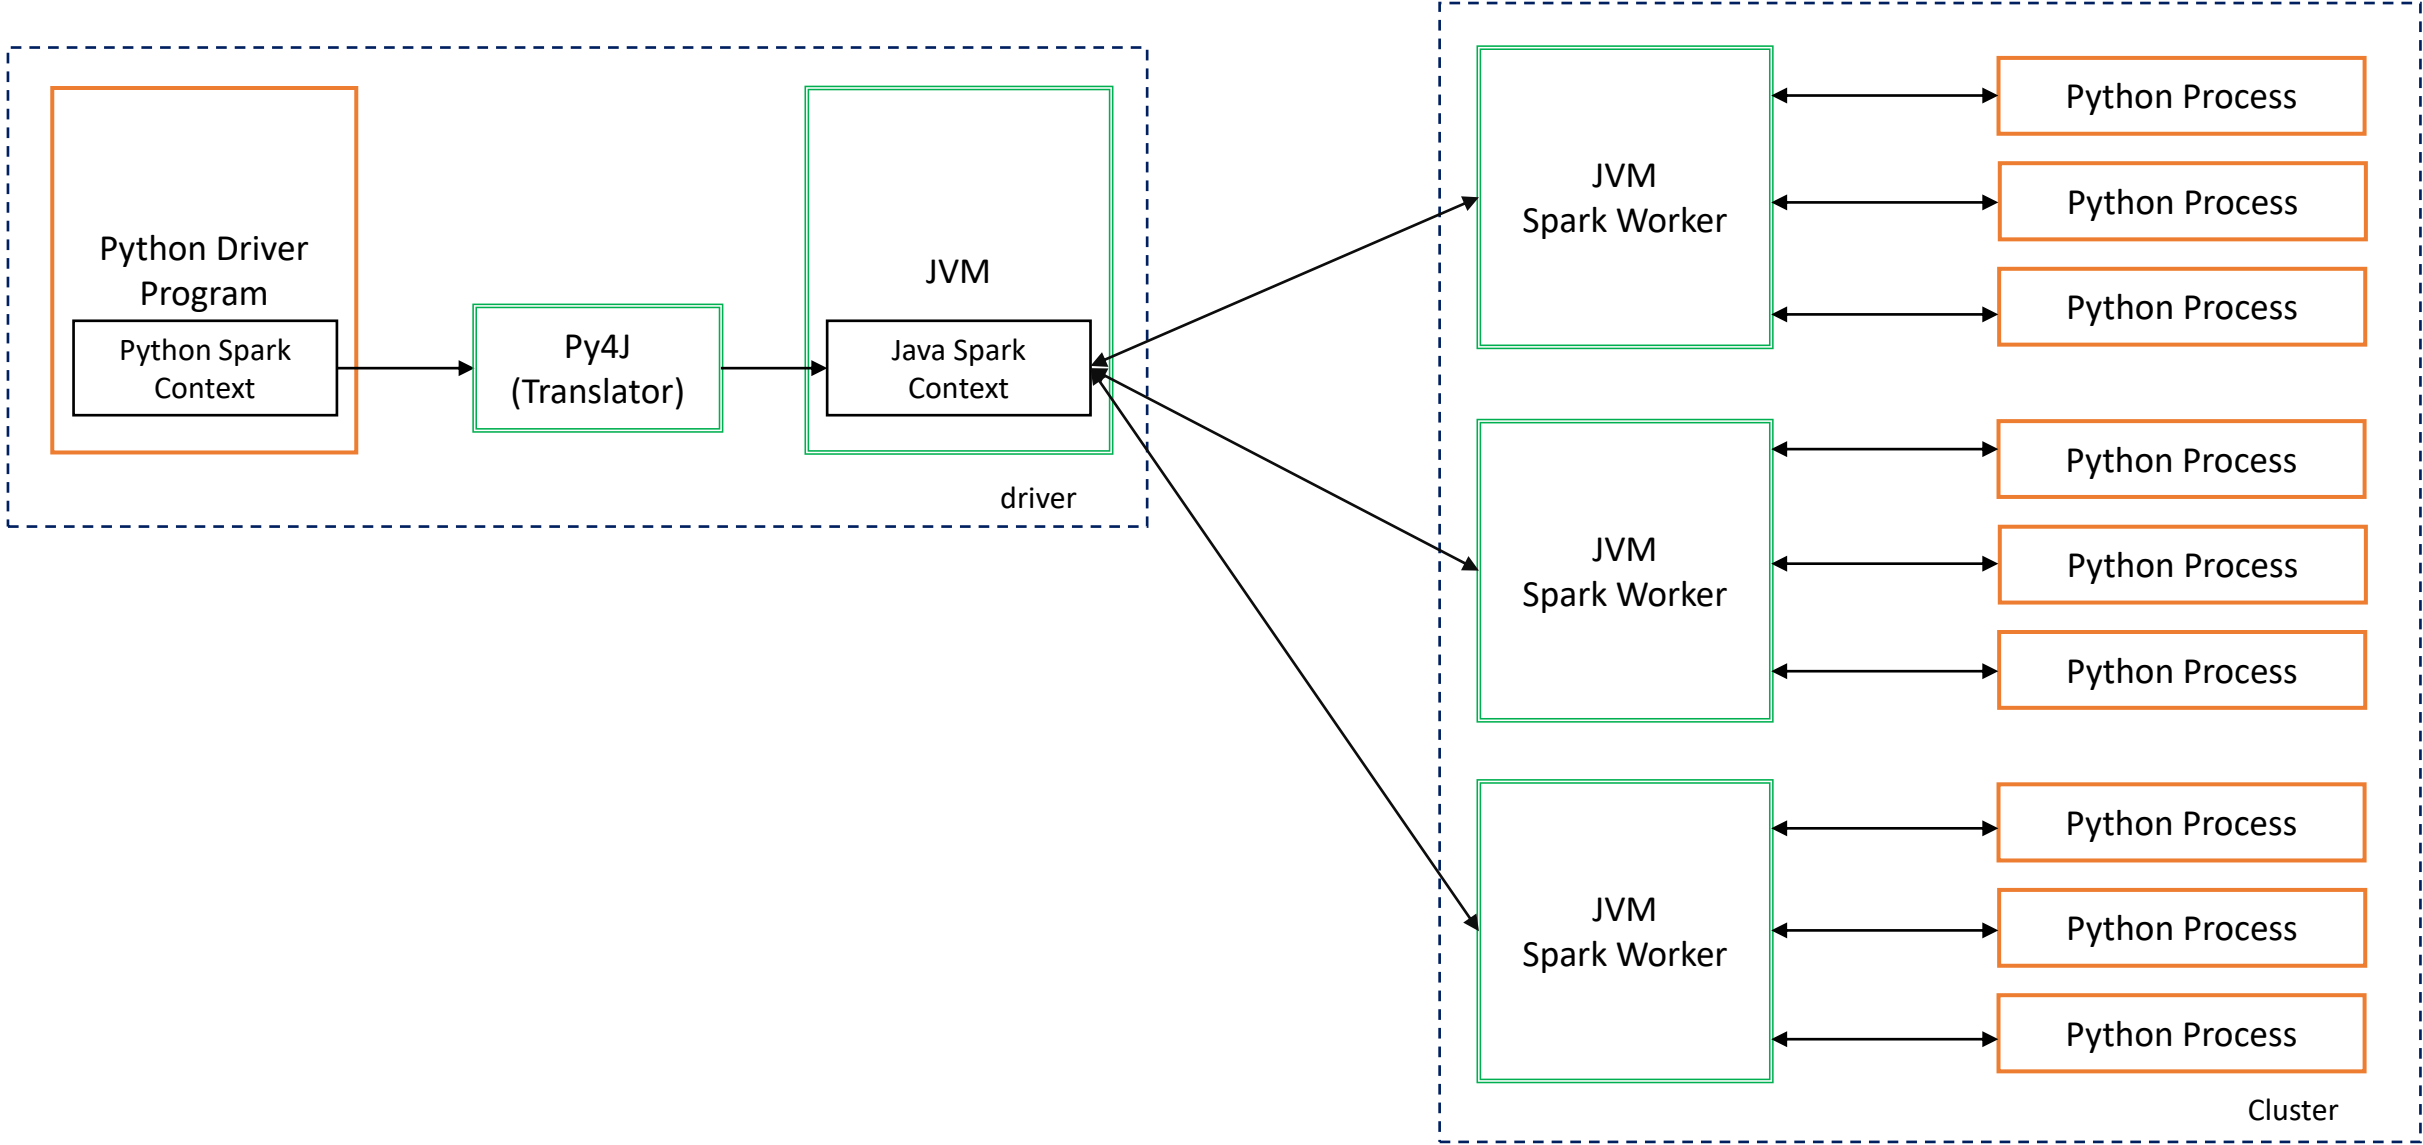 Python Driver
Program
Python Spark
Context
Py4J
(Translator)
JVM
Java Spark
Context
driver
JVM
Spark Worker
Python Process
Python Process
Python Process
JVM
Spark Worker
Python Process
Python Process
Python Process
JVM
Spark Worker
Python Process
Python Process
Python Process
Cluster